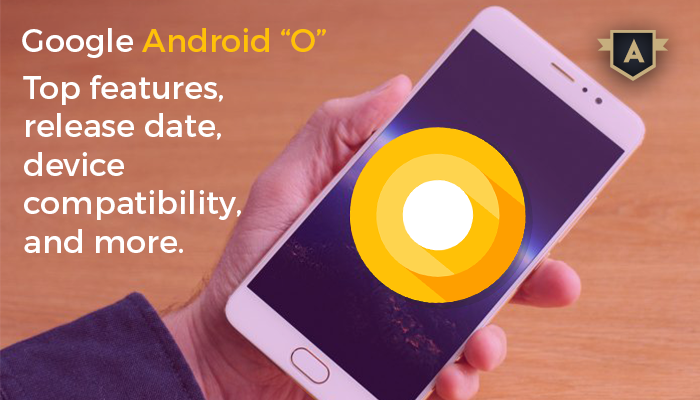 Google Android “O”
Top features,
release date,
device
compatibility,
and more.
A